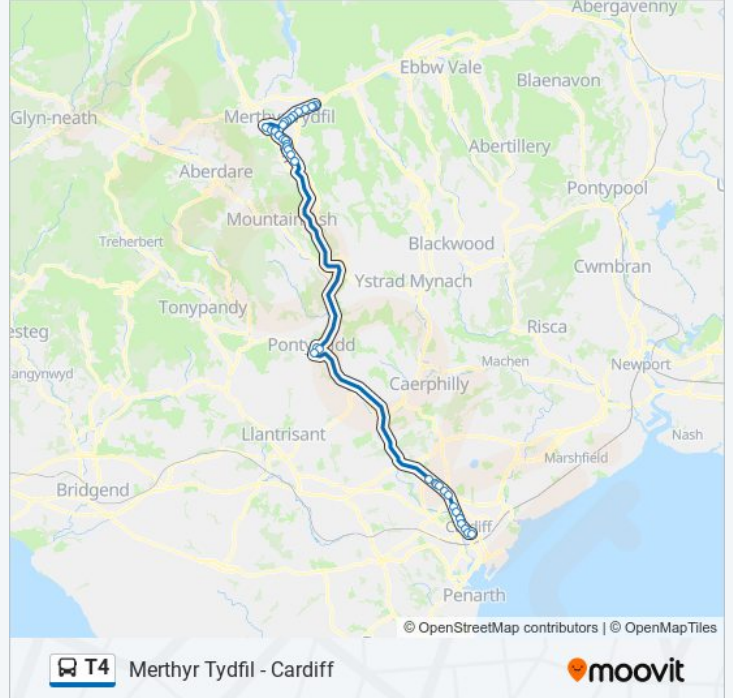 Abergavenny
Ebbw Vale
Blaenavon
Glyn-neath
Merthyr Tydfil
Abertillery
Aberdare
Pontypool
Mountain Ash
Treherbert
Blackwood
Cwmbran
Ystrad Mynach
Tonypandy
Risca
esteg
Pontypridd
Machen
Newport
angynwyd
Caerphilly
Llantrisant
Nash
Marshfield
Bridgend
Cardiff
Penarth
© OpenStreetMap contributors | © OpenMapTiles
T4 Merthyr Tydfil - Cardiff
moovit